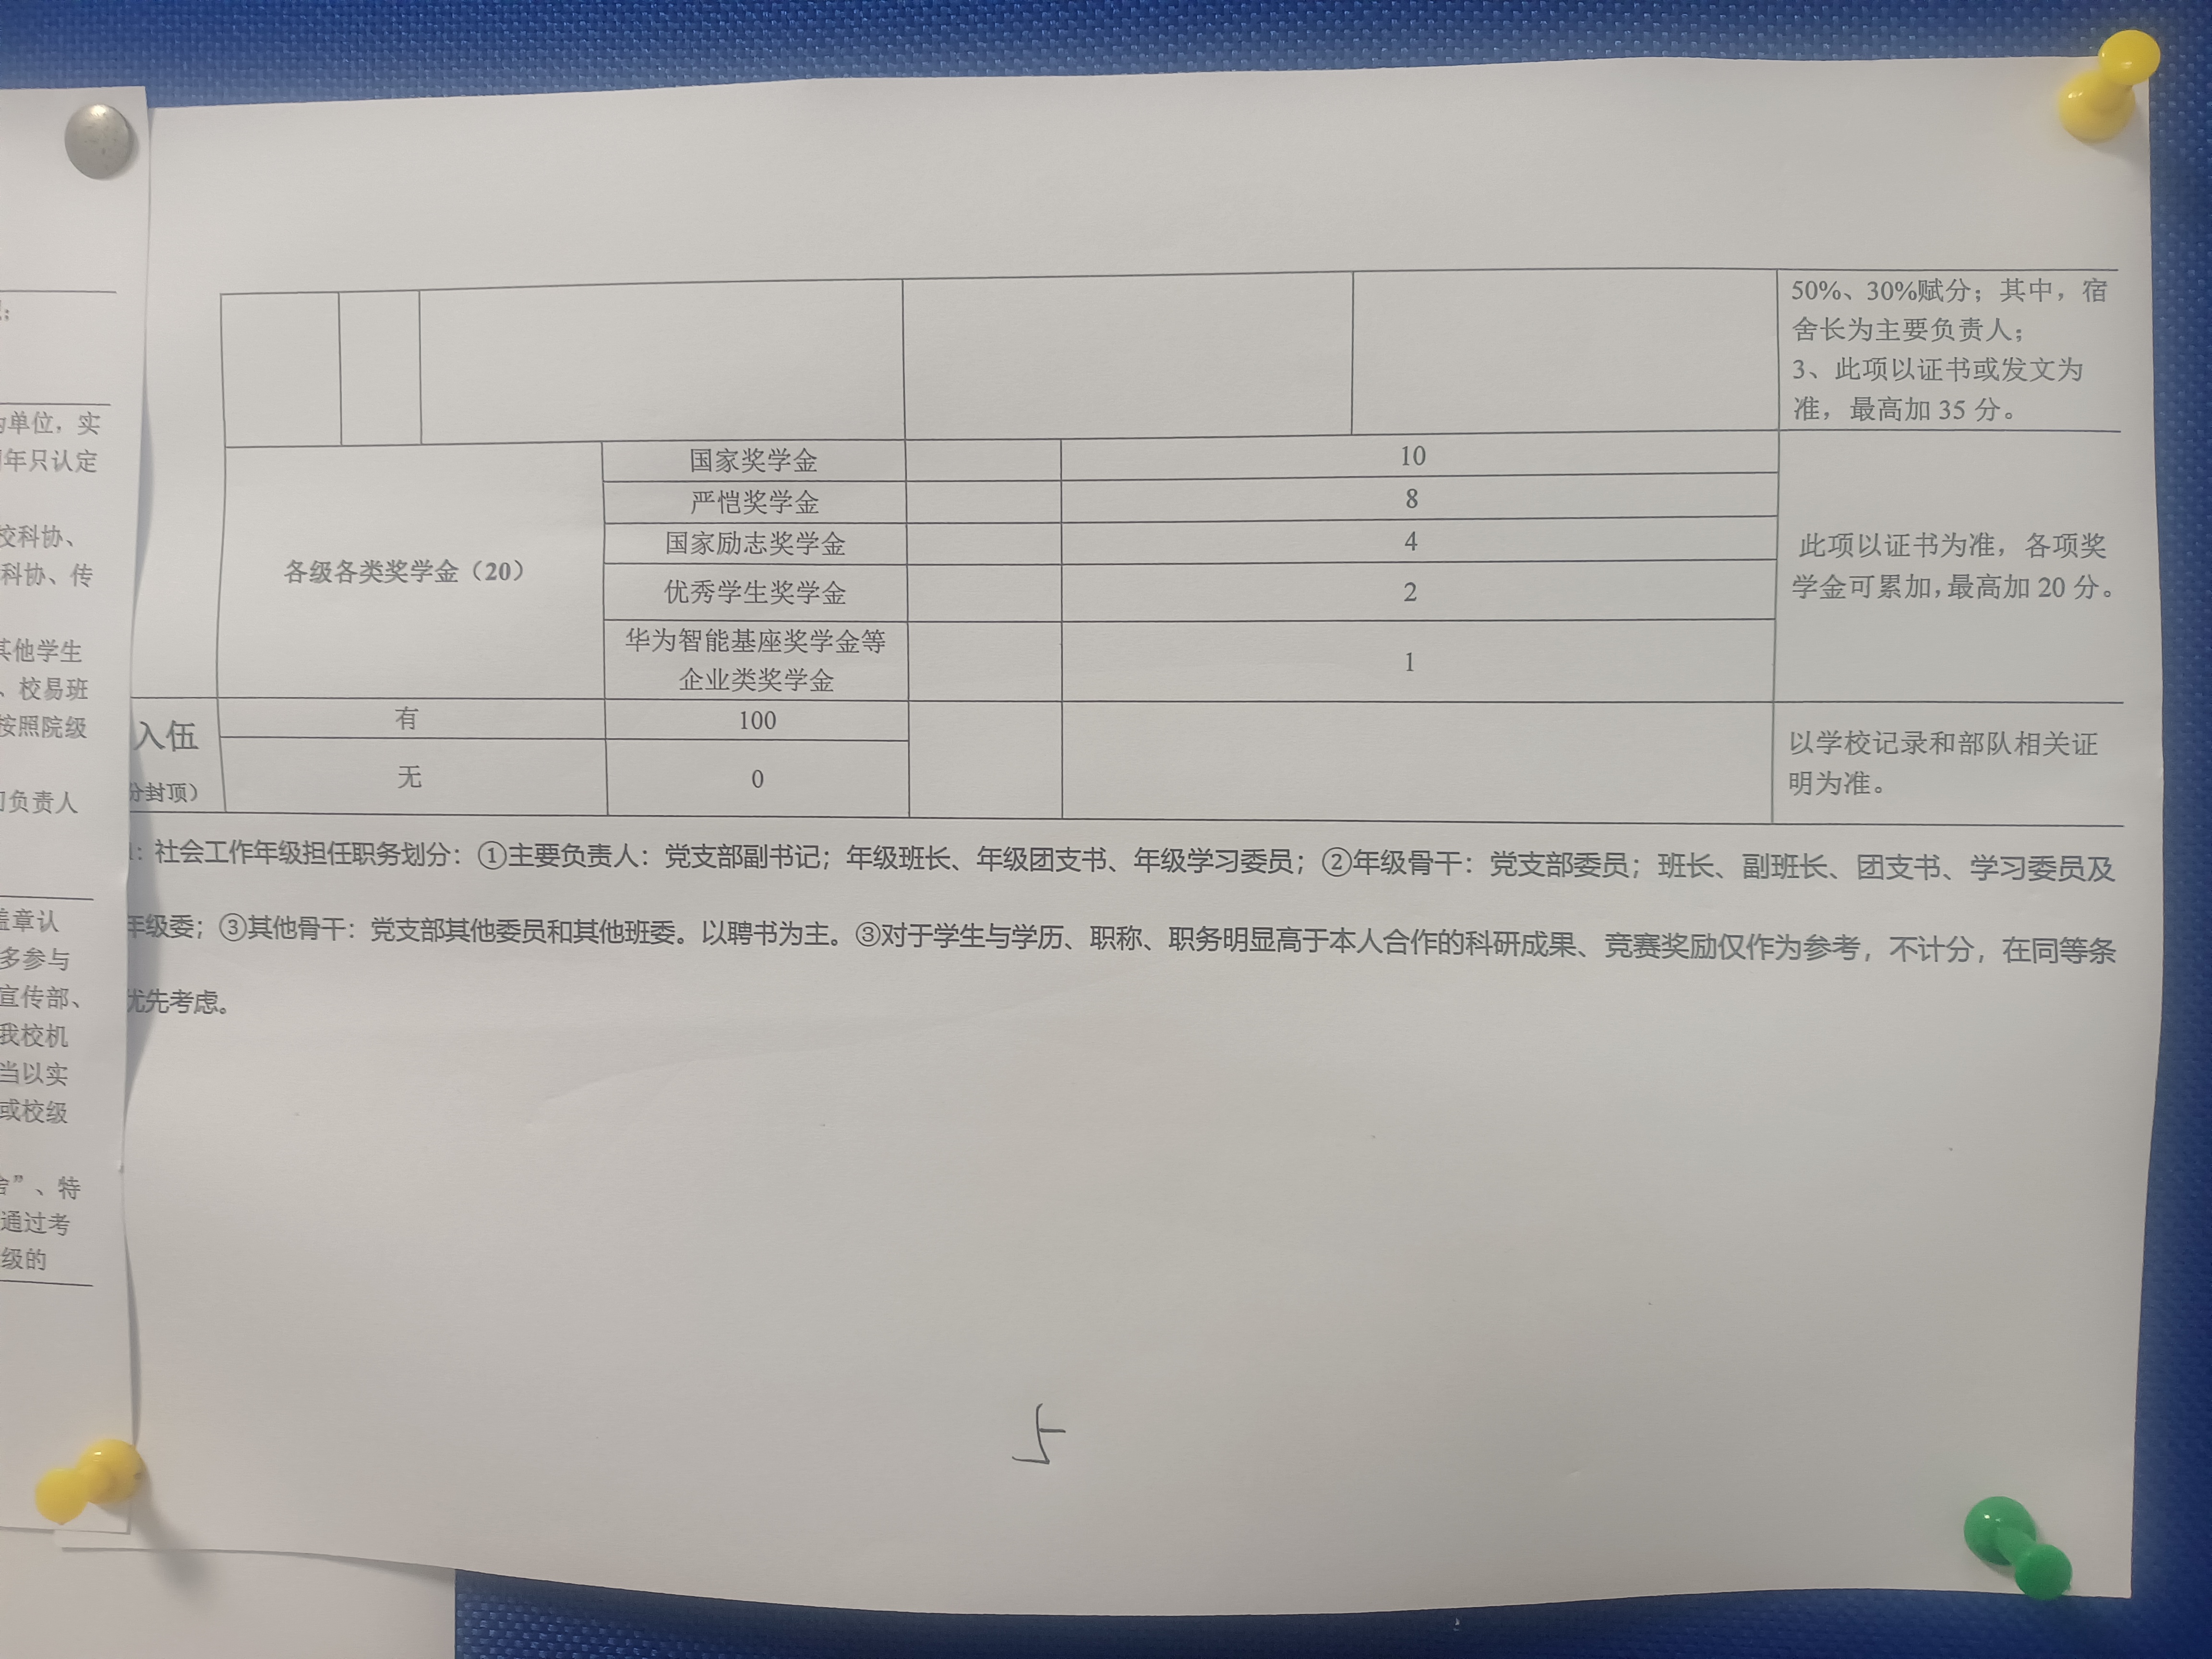 单位，实
年只认定
校科协、
科协、传
其他学生
、校易班
按照院级
负责人
盖章认
多参与
宣传部、
我校机
当以实
或校级
”、特
通过考
级的
50%、30%赋分；其中，宿
舍长为主要负责人；
3、此项以证书或发文为
准，最高加 35 分。
各级各类奖学金（20）
国家奖学金 10
严恺奖学金 8
国家励志奖学金 4
优秀学生奖学金 2
华为智能基座奖学金等
企业类奖学金 1
此项以证书为准，各项奖
学金可累加，最高加 20 分。
入伍
分封顶）
有 100
无 0
以学校记录和部队相关证
明为准。
：社会工作年级担任职务划分：①主要负责人：党支部副书记；年级班长、年级团支书、年级学习委员；②年级骨干：党支部委员；班长、副班长、团支书、学习委员及
年级委；③其他骨干：党支部其他委员和其他班委。以聘书为主。③对于学生与学历、职称、职务明显高于本人合作的科研成果、竞赛奖励仅作为参考，不计分，在同等条
优先考虑。
5